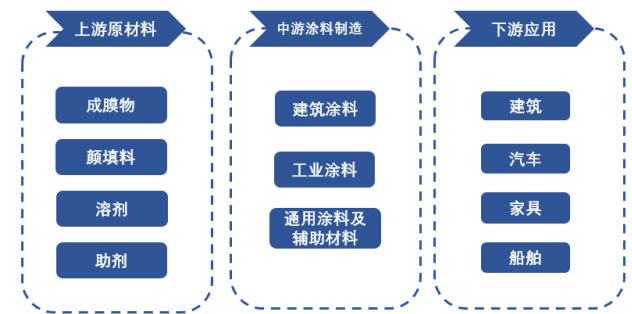 上游原材料
成膜物
颜填料
溶剂
助剂
中游涂料制造
建筑涂料
工业涂料
通用涂料及
辅助材料
下游应用
建筑
汽车
家具
船舶